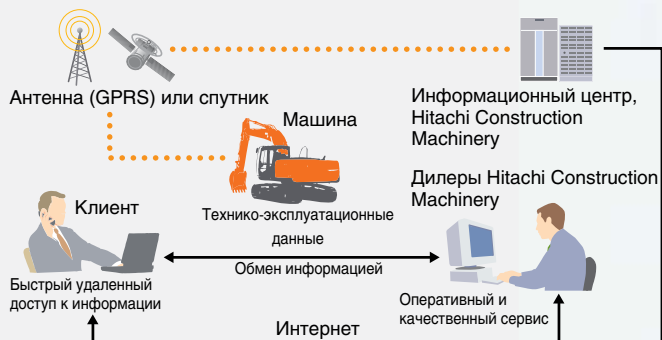 Антенна (GPRS) или спутник
Информационный центр,
Hitachi Construction
Machinery
Машина
Технико-эксплуатационные
данные
Дилеры Hitachi Construction
Machinery
Клиент
Обмен информацией
Быстрый удаленный
доступ к информации
Оперативный и
качественный сервис
Интернет